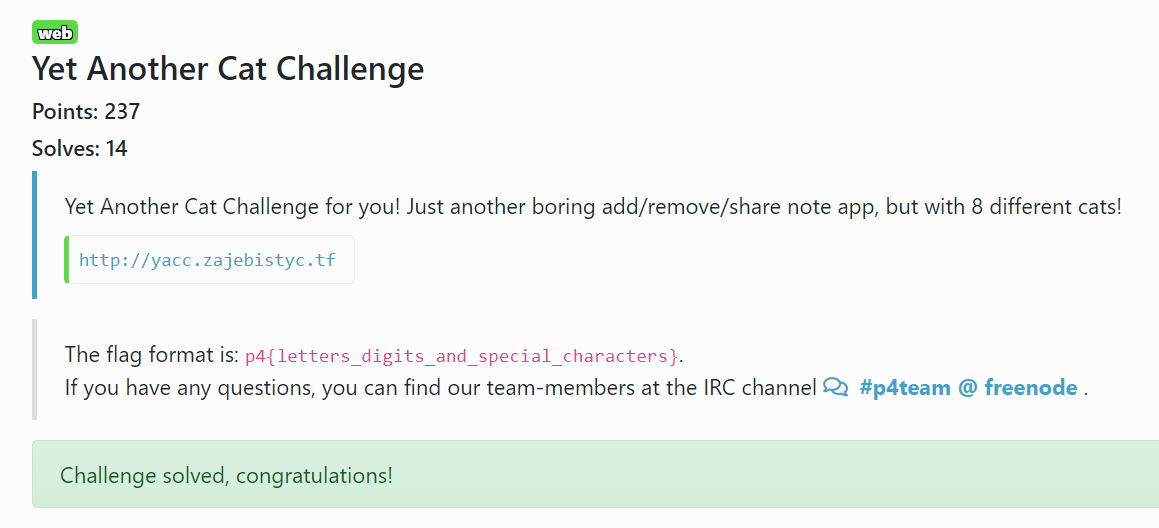 web
Yet Another Cat Challenge
Points: 237
Solves: 14
Yet Another Cat Challenge for you! Just another boring add/remove/share note app, but with 8 different cats!
http://yacc.zajebistyc.tf
The flag format is: p4{letters_digits_and_special_characters}.
If you have any questions, you can find our team-members at the IRC channel #p4team @ freenode .
Challenge solved, congratulations!